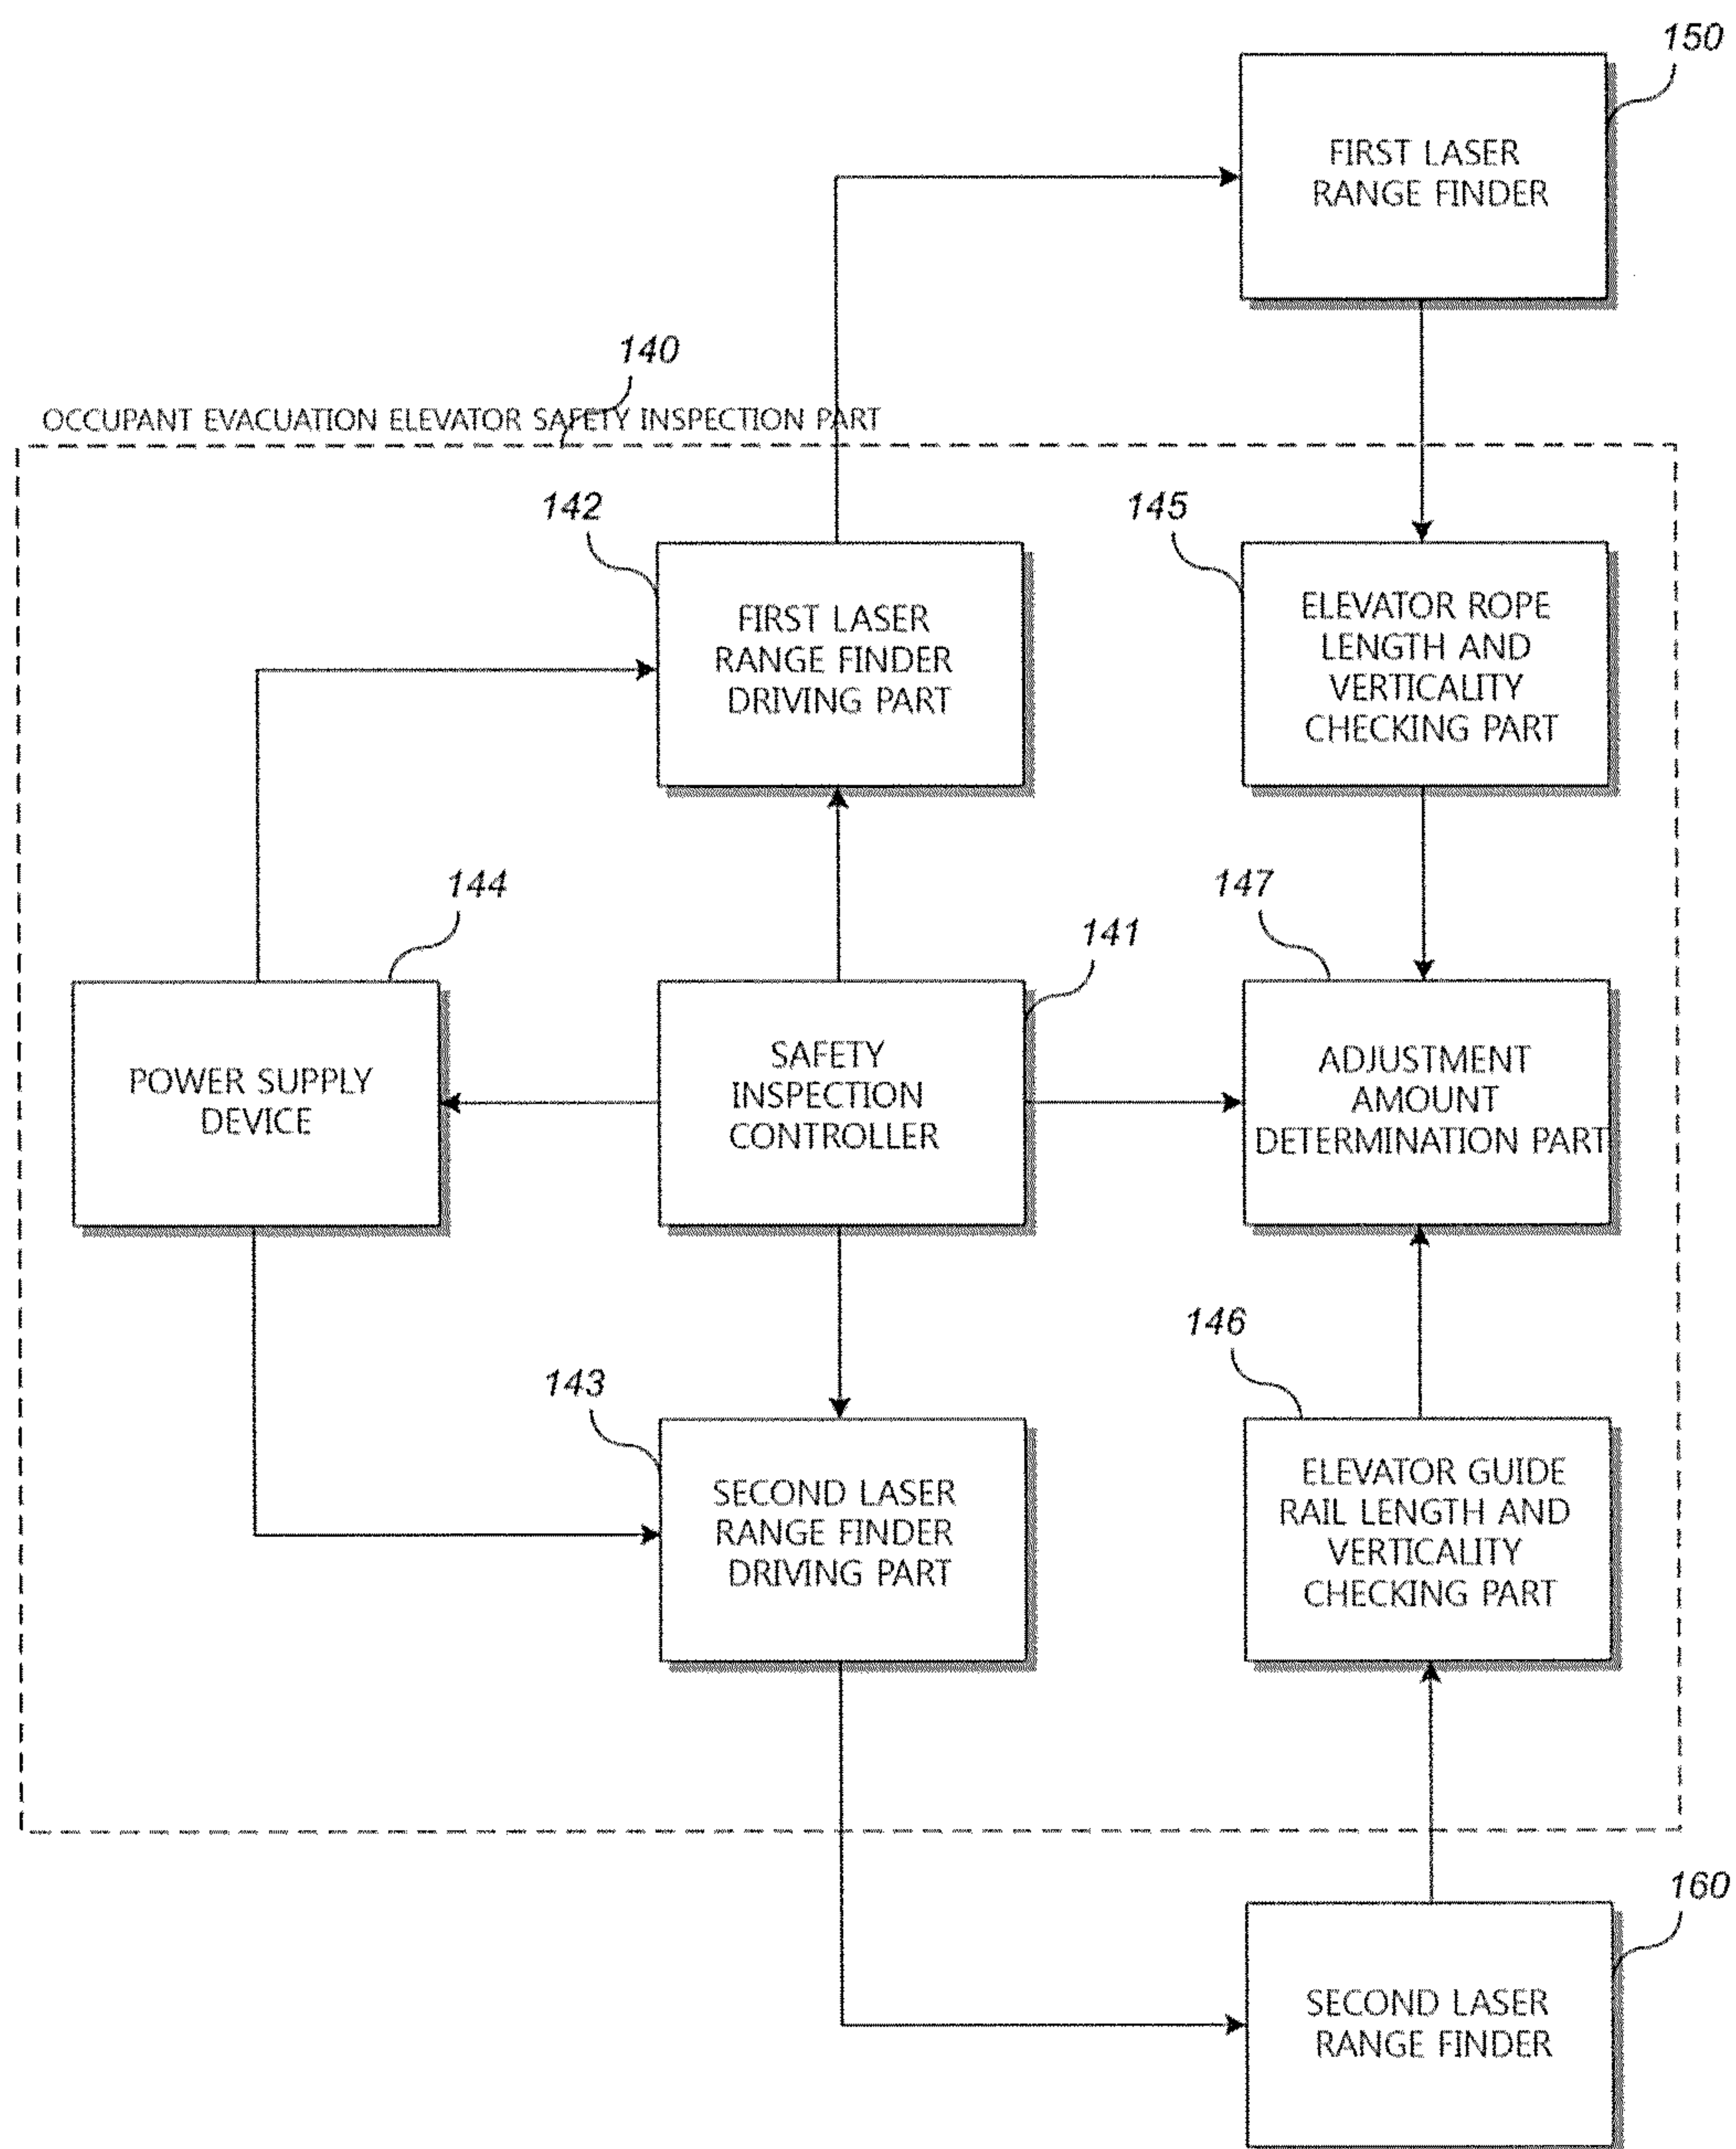 150
FIRST LASER
RANGE FINDER
140
OCCUPANT EVACUATION ELEVATOR SAFETY INSPECTION PART
142
FIRST LASER
RANGE FINDER
DRIVING PART
145
ELEVATOR ROPE
LENGTH AND
VERTICALITY
CHECKING PART
144
POWER SUPPLY
DEVICE
141
SAFETY
INSPECTION
CONTROLLER
147
ADJUSTMENT
AMOUNT
DETERMINATION PART
143
SECOND LASER
RANGE FINDER
DRIVING PART
146
ELEVATOR GUIDE
RAIL LENGTH AND
VERTICALITY
CHECKING PART
160
SECOND LASER
RANGE FINDER